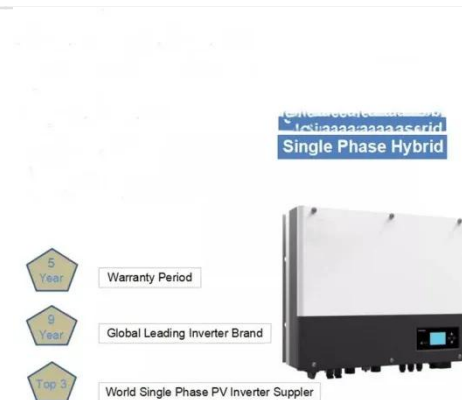 Single Phase Hybrid
5
Year
Warranty Period
9
Year
Global Leading Inverter Brand
Top 3
World Single Phase PV Inverter Suppler